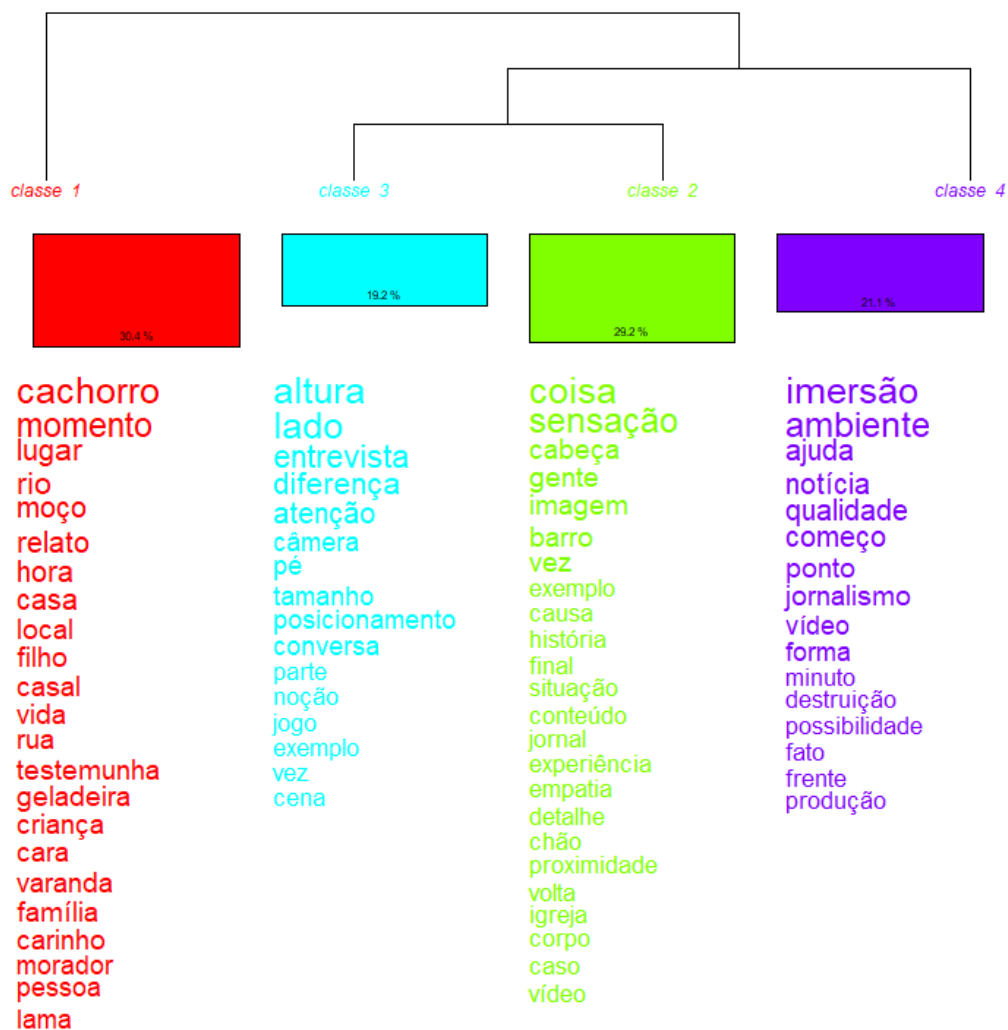 classe 1
classe 3
classe 2
classe 4
30.4 %
19.2 %
29.2 %
21.1 %
cachorro
momento
lugar
rio
moço
relato
hora
casa
local
filho
casal
vida
rua
testemunha
geladeira
criança
cara
varanda
família
carinho
morador
pessoa
lama
altura
lado
entrevista
diferença
atenção
câmera
pé
tamanho
posicionamento
conversa
parte
noção
jogo
exemplo
vez
cena
coisa
sensação
cabeça
gente
imagem
barro
vez
exemplo
causa
história
final
situação
conteúdo
jornal
experiência
empatia
detalhe
chão
proximidade
volta
igreja
corpo
caso
vídeo
imersão
ambiente
ajuda
notícia
qualidade
começo
ponto
jornalismo
vídeo
forma
minuto
destruição
possibilidade
fato
frente
produção